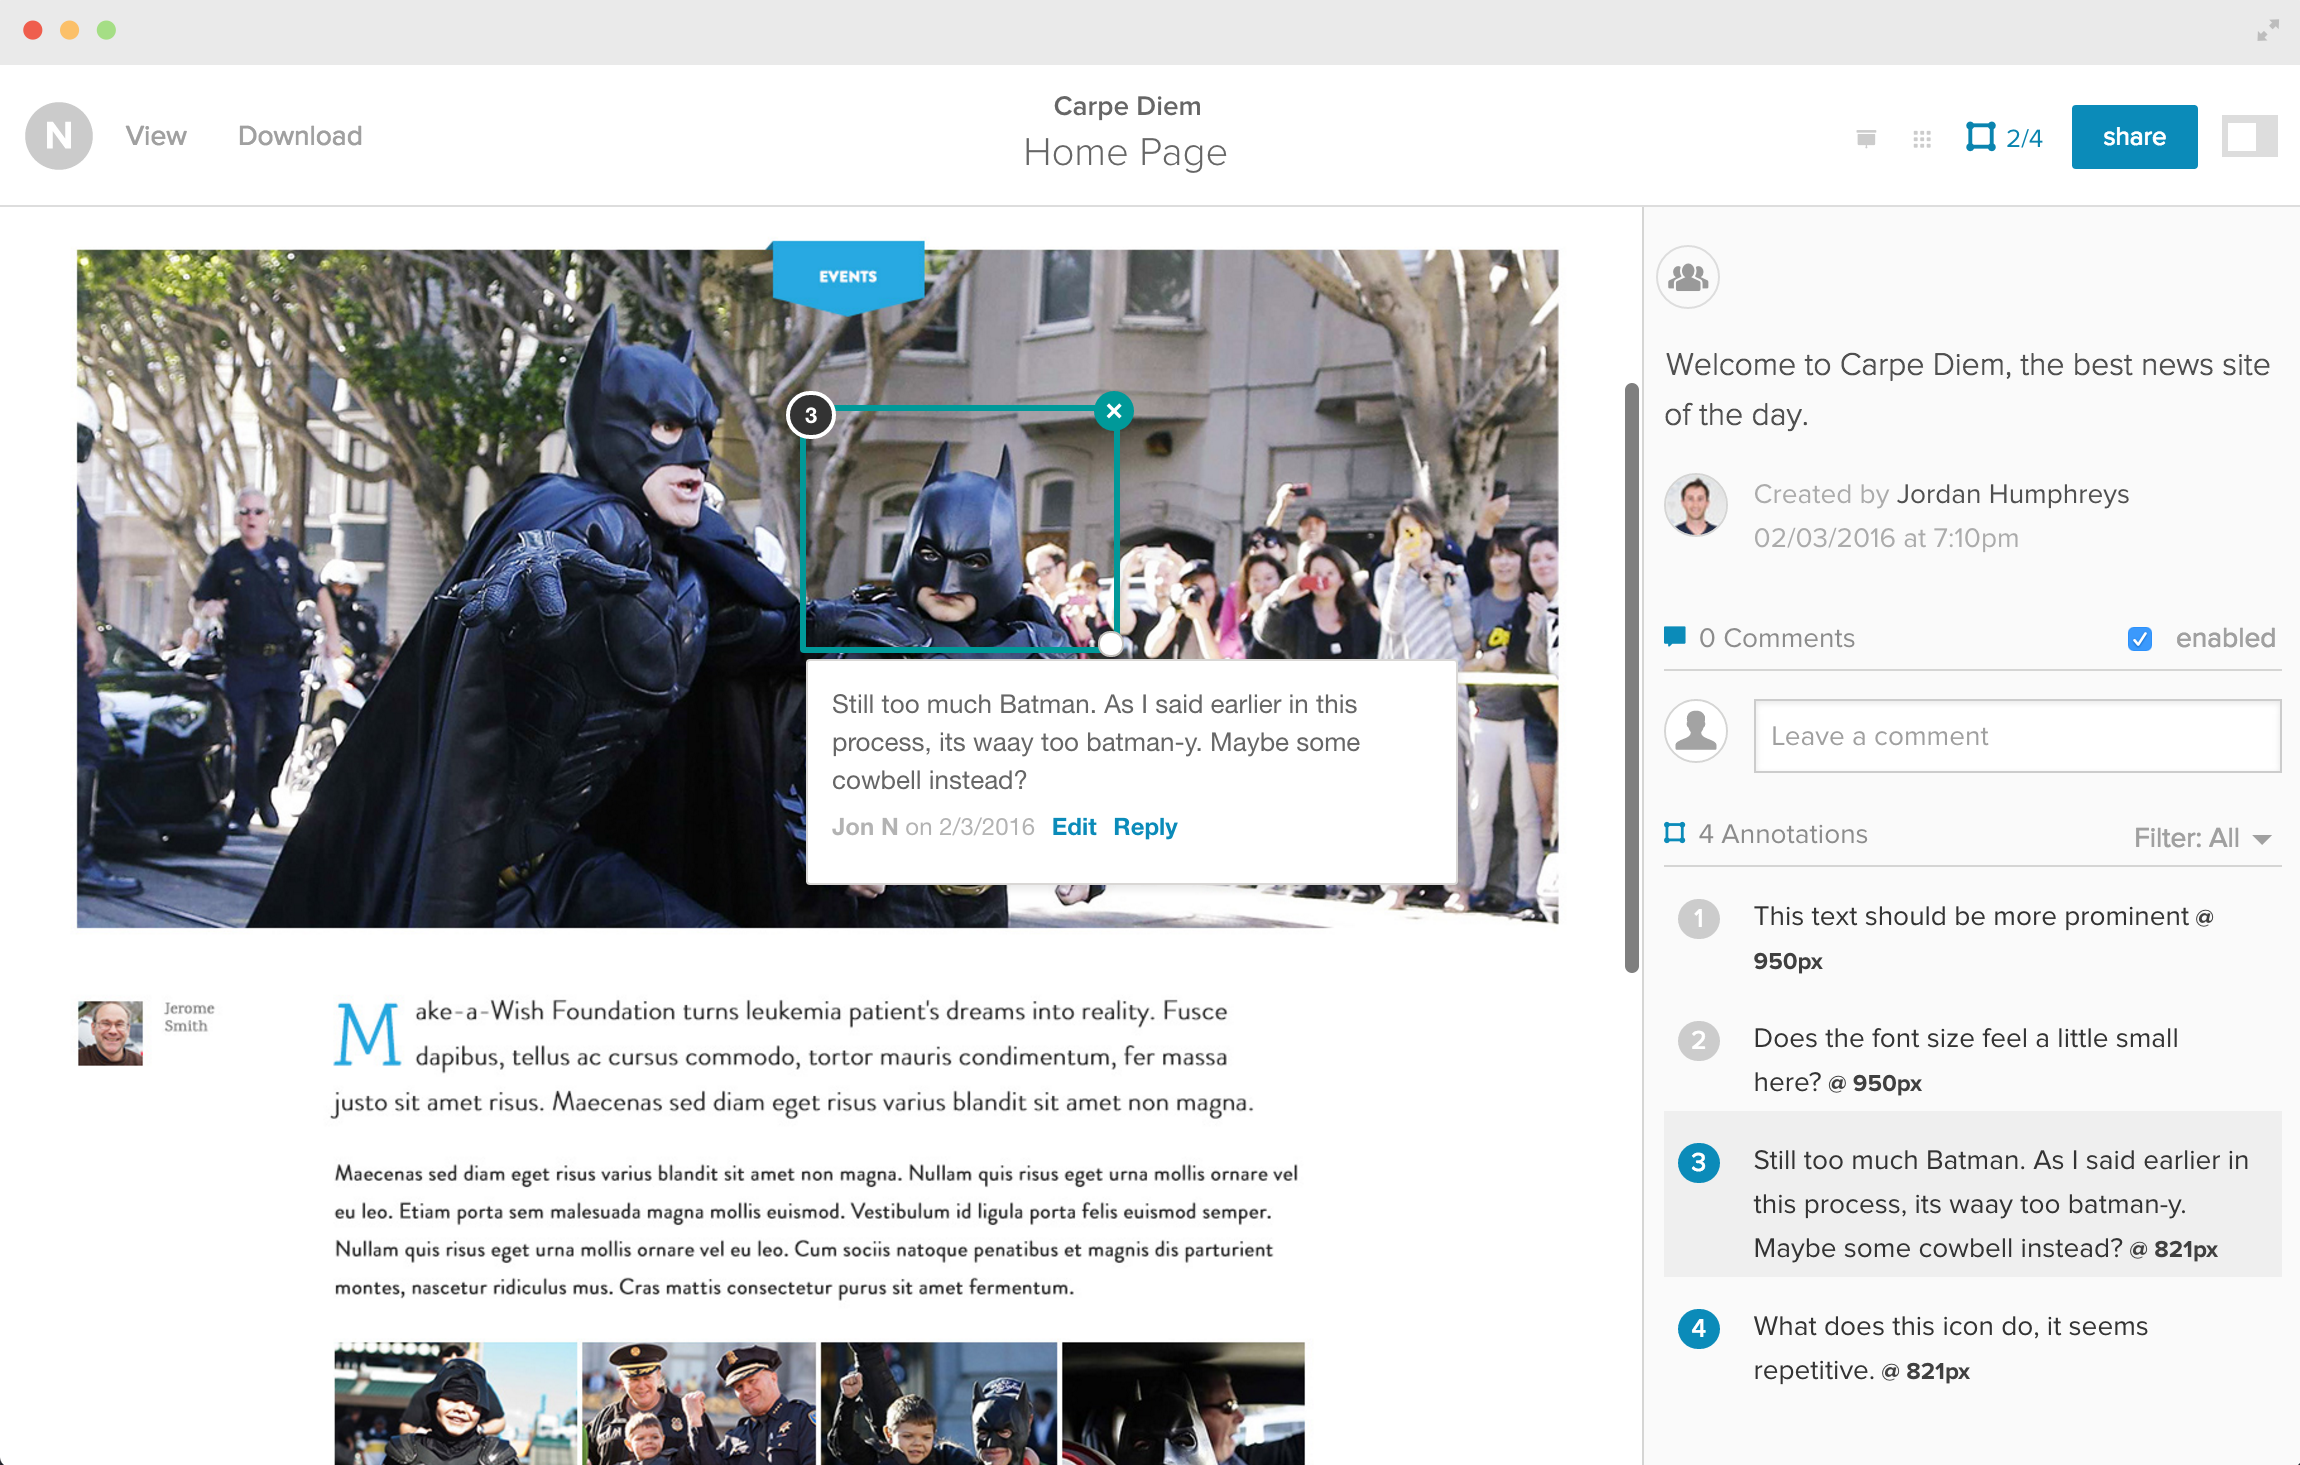 N
View
Download
Carpe Diem
Home Page
2/4
share
EVENTS
3
Still too much Batman. As I said earlier in this
process, its waay too batman-y. Maybe some
cowbell instead?
Jon N on 2/3/2016 Edit Reply
Jerome
Smith
Make-a-Wish Foundation turns leukemia patient's dreams into reality. Fusce
dapibus, tellus ac cursus commodo, tortor mauris condimentum, fer massa
justo sit amet risus. Maecenas sed diam eget risus varius blandit sit amet non magna.
Maecenas sed diam eget risus varius blandit sit amet non magna. Nullam quis risus eget urna mollis ornare vel
eu leo. Etiam porta sem malesuada magna mollis euismod. Vestibulum id ligula porta felis euismod semper.
Nullam quis risus eget urna mollis ornare vel eu leo. Cum sociis natoque penatibus et magnis dis parturient
montes, nascetur ridiculus mus. Cras mattis consectetur purus sit amet fermentum.
Welcome to Carpe Diem, the best news site
of the day.
Created by Jordan Humphreys
02/03/2016 at 7:10pm
0 Comments
enabled
Leave a comment
4 Annotations
Filter: All
1 This text should be more prominent @
950px
2 Does the font size feel a little small
here? @ 950px
3 Still too much Batman. As I said earlier in
this process, its waay too batman-y.
Maybe some cowbell instead? @ 821px
4 What does this icon do, it seems
repetitive. @ 821px